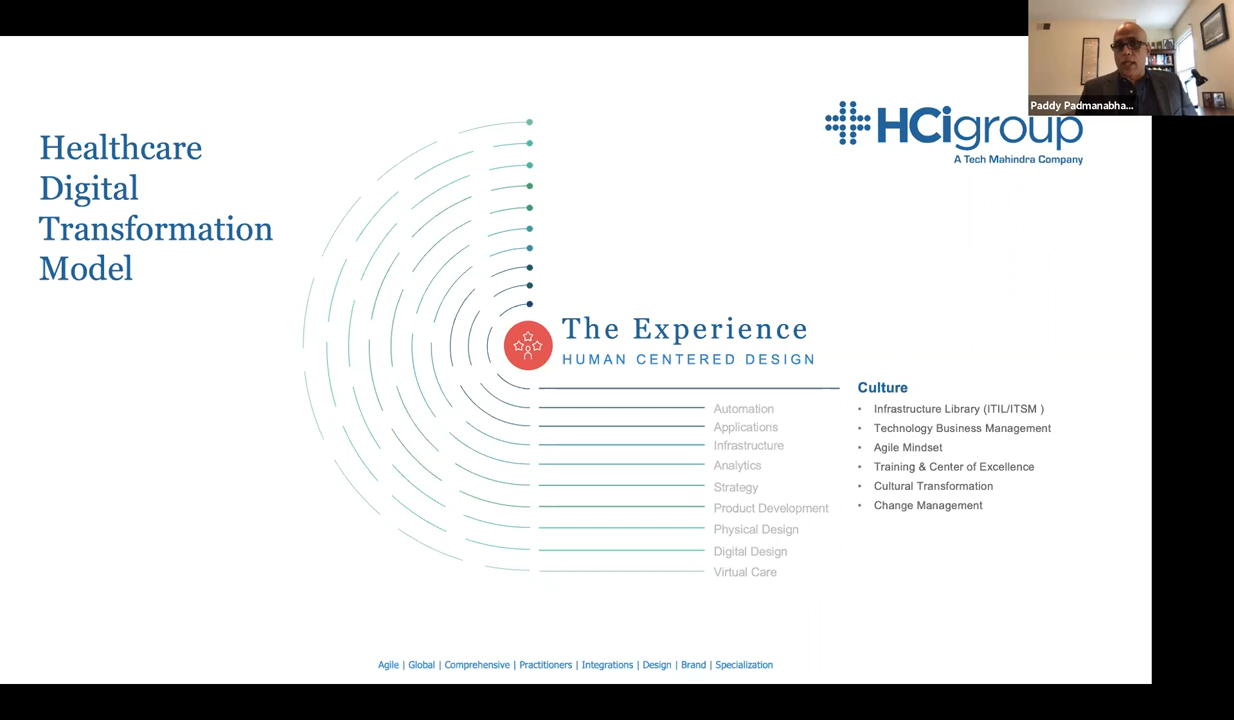 Paddy Padmanabha...
HCigroup
A Tech Mahindra Company
Healthcare
Digital
Transformation
Model
The Experience
HUMAN CENTERED DESIGN
Culture
• Infrastructure Library (ITIL/ITSM )
• Technology Business Management
• Agile Mindset
• Training & Center of Excellence
• Cultural Transformation
• Change Management
Automation
Applications
Infrastructure
Analytics
Strategy
Product Development
Physical Design
Digital Design
Virtual Care
Agile | Global | Comprehensive | Practitioners | Integrations | Design | Brand | Specialization